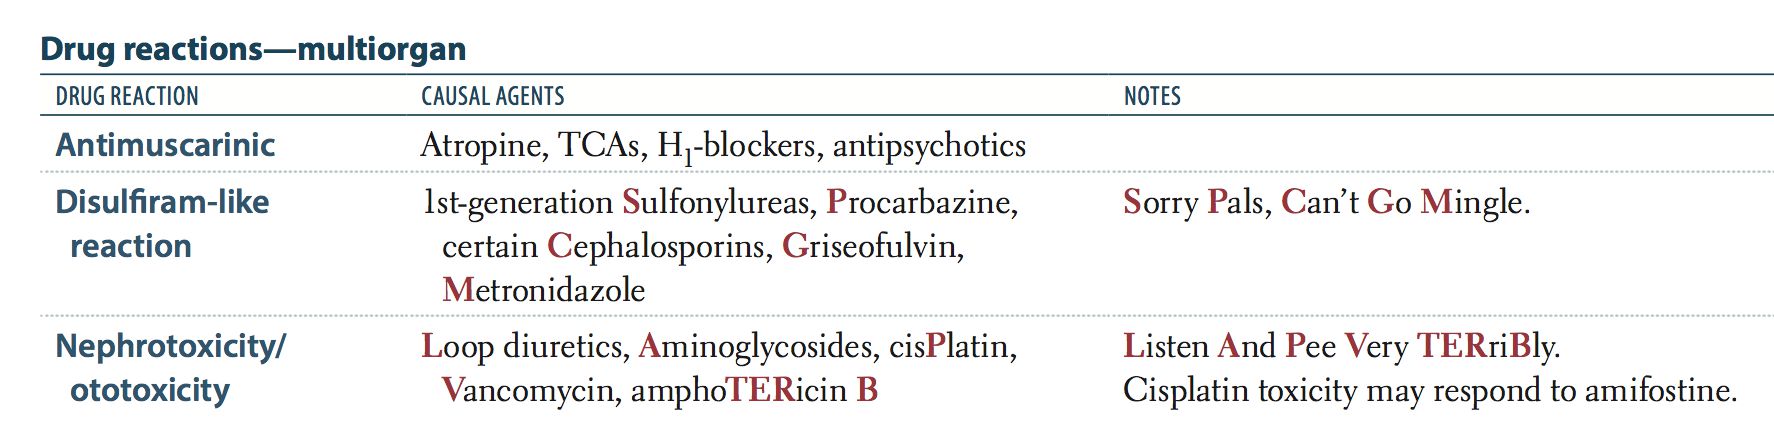 Drug reactions—multiorgan
DRUG REACTION CAUSAL AGENTS NOTES
Antimuscarinic Atropine, TCAs, H1-blockers, antipsychotics
Disulfiram-like 1st-generation Sulfonylureas, Procarbazine, Sorry Pals, Can’t Go Mingle.
reaction certain Cephalosporins, Griseofulvin,
Metronidazole
Nephrotoxicity/ Loop diuretics, Aminoglycosides, cisPlatin, Listen And Pee Very TERriBly.
ototoxicity Vancomycin, amphoTERicin B Cisplatin toxicity may respond to amifostine.